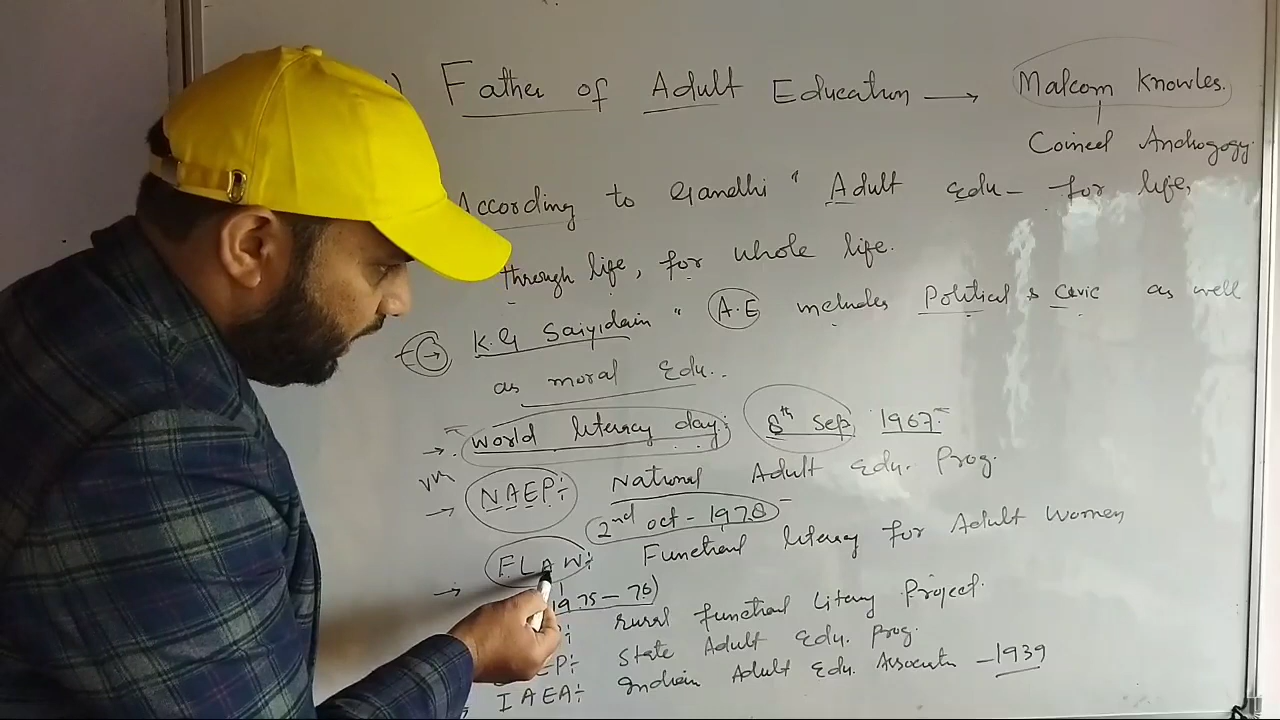 ) Father of Adult Education → Malcom Knowles.
Coined Andragogy.
According to Gandhi " Adult Edu- for life,
through life, for whole life.
→ K.G Saiyidain " A.E includes Political & Civic as well
as moral Edu..
→ World literacy day: 8th Sep 1967
→ NAEP: National Adult Edu. Prog.
2nd oct - 1978
→ FLAW: Functional literacy for Adult Women
1975-76)
Rural functional Literacy Project.
EP: State Adult Edu. Prog.
IAEA: Indian Adult Edu. Association - 1939